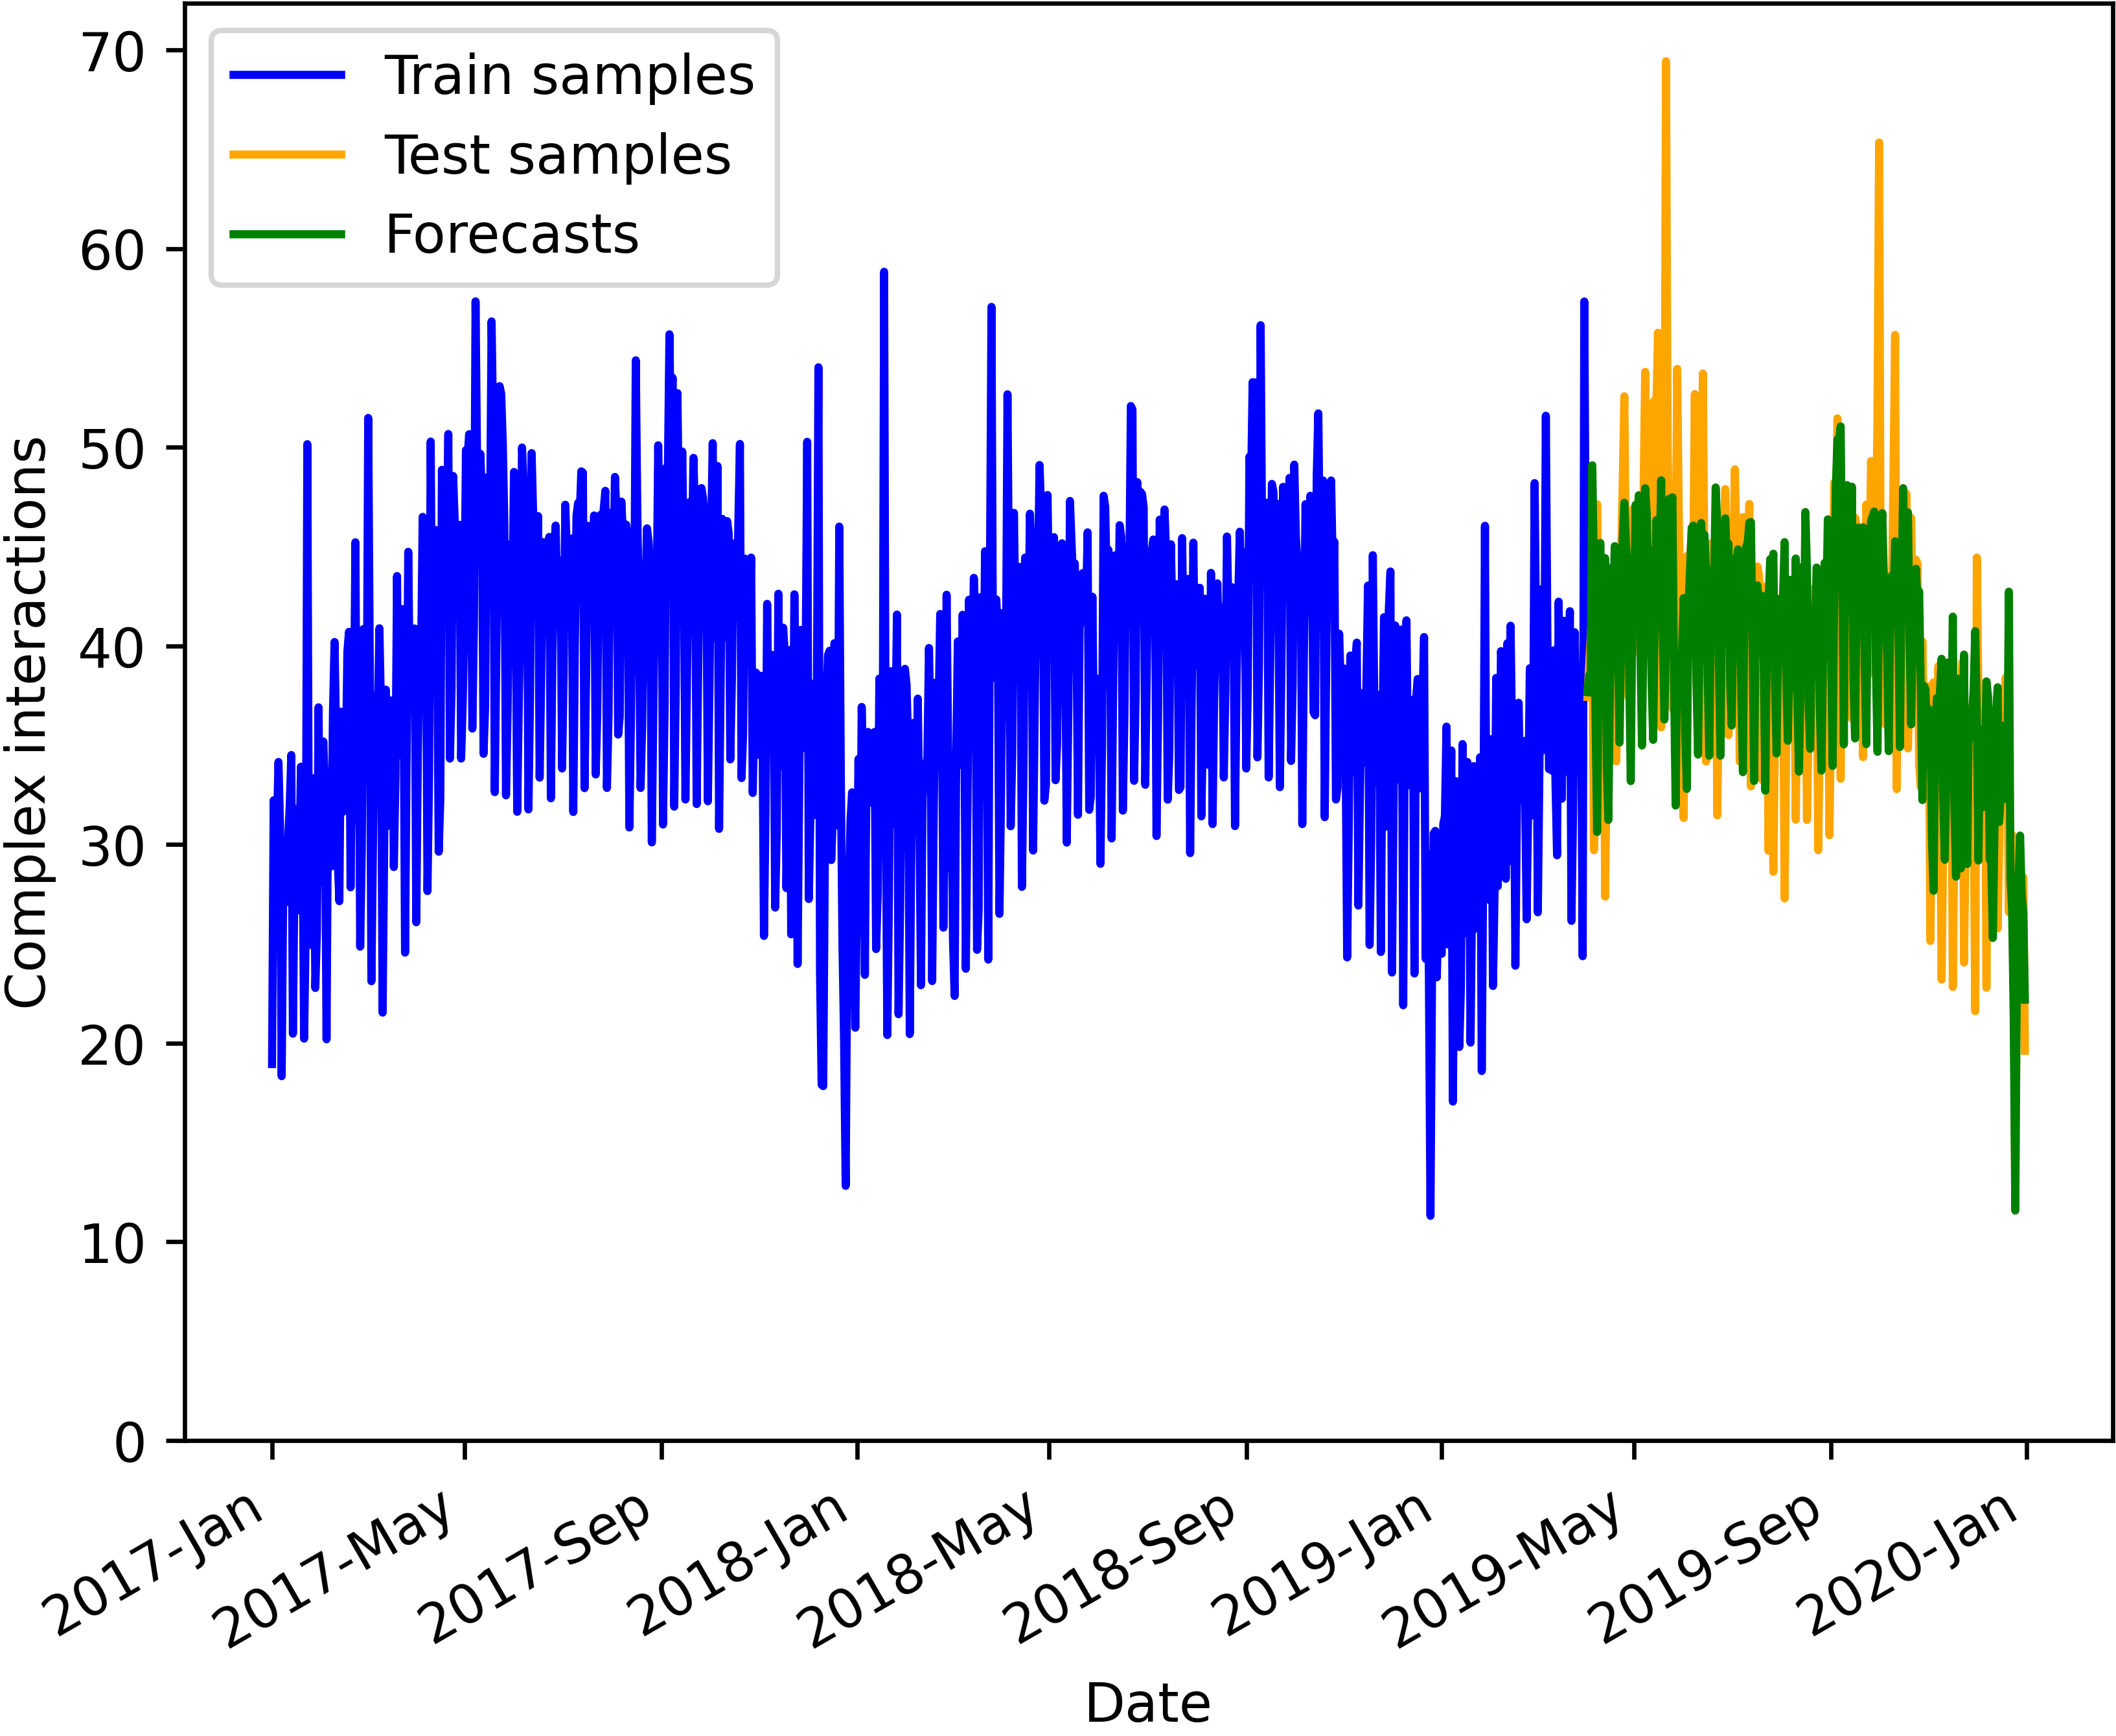 Train samples
Test samples
Forecasts
70
60
50
40
30
20
10
0
Complex interactions
2017-Jan
2017-May
2017-Sep
2018-Jan
2018-May
2018-Sep
2019-Jan
2019-May
2019-Sep
2020-Jan
Date